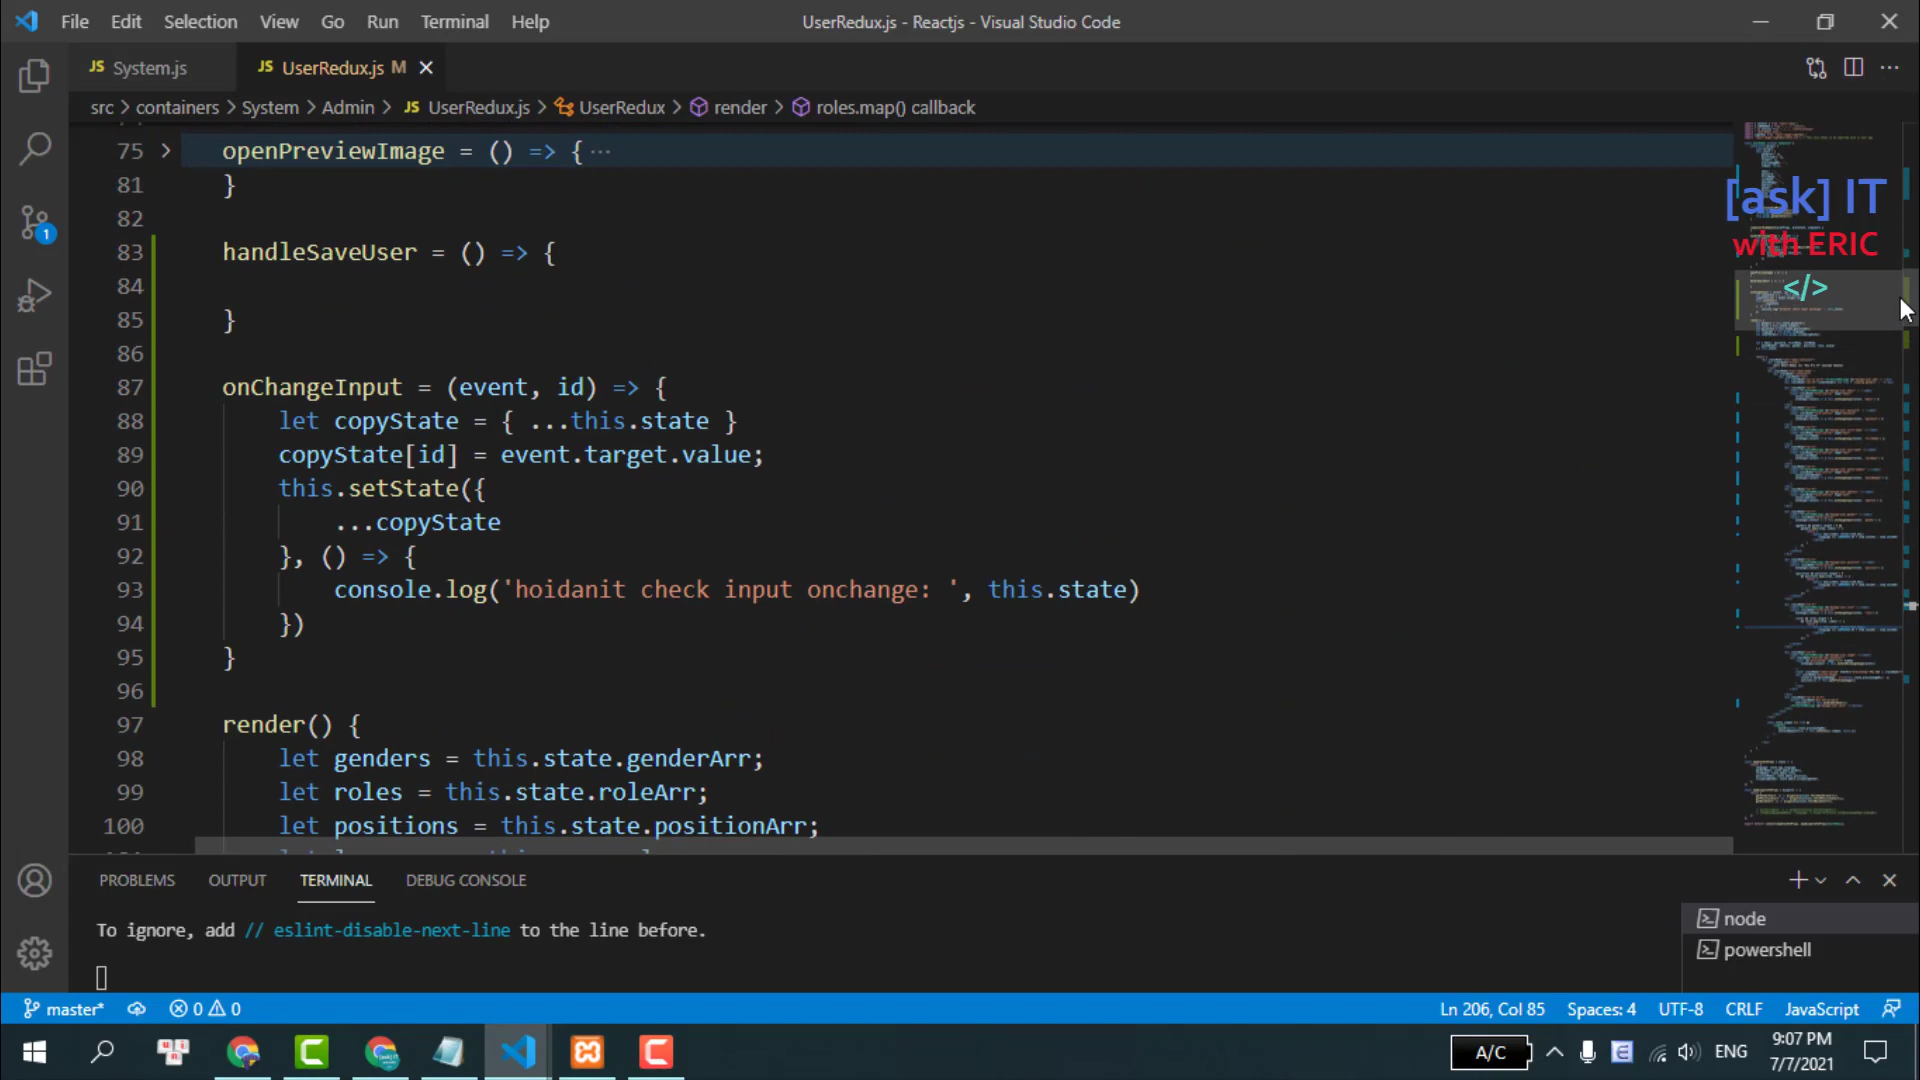 File Edit Selection View Go Run Terminal Help UserRedux.js - Reactjs - Visual Studio Code
JS System.js JS UserRedux.js M
src > containers > System > Admin > JS UserRedux.js > UserRedux > render > roles.map() callback
75 openPreviewImage = () => { ...
81 }
82
83 handleSaveUser = () => {
84
85 }
86
87 onChangeInput = (event, id) => {
88 let copyState = { ...this.state }
89 copyState[id] = event.target.value;
90 this.setState({
91 ...copyState
92 }, () => {
93 console.log('hoidanit check input onchange: ', this.state)
94 })
95 }
96
97 render() {
98 let genders = this.state.genderArr;
99 let roles = this.state.roleArr;
100 let positions = this.state.positionArr;
[ask] IT
with ERIC
</>
1
PROBLEMS OUTPUT TERMINAL DEBUG CONSOLE
To ignore, add // eslint-disable-next-line to the line before.
node
powershell
master* 0 0 Ln 206, Col 85 Spaces: 4 UTF-8 CRLF JavaScript
A/C ENG 9:07 PM
7/7/2021